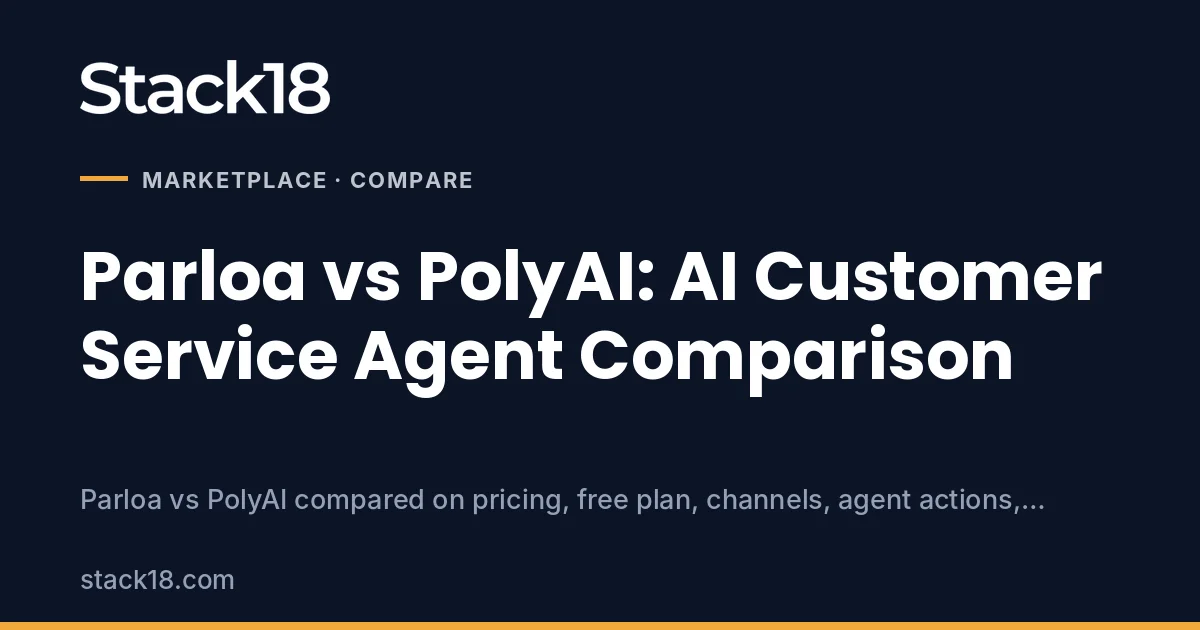 Stack18
MARKETPLACE · COMPARE
Parloa vs PolyAI: AI Customer
Service Agent Comparison
Parloa vs PolyAI compared on pricing, free plan, channels, agent actions,...
stack18.com